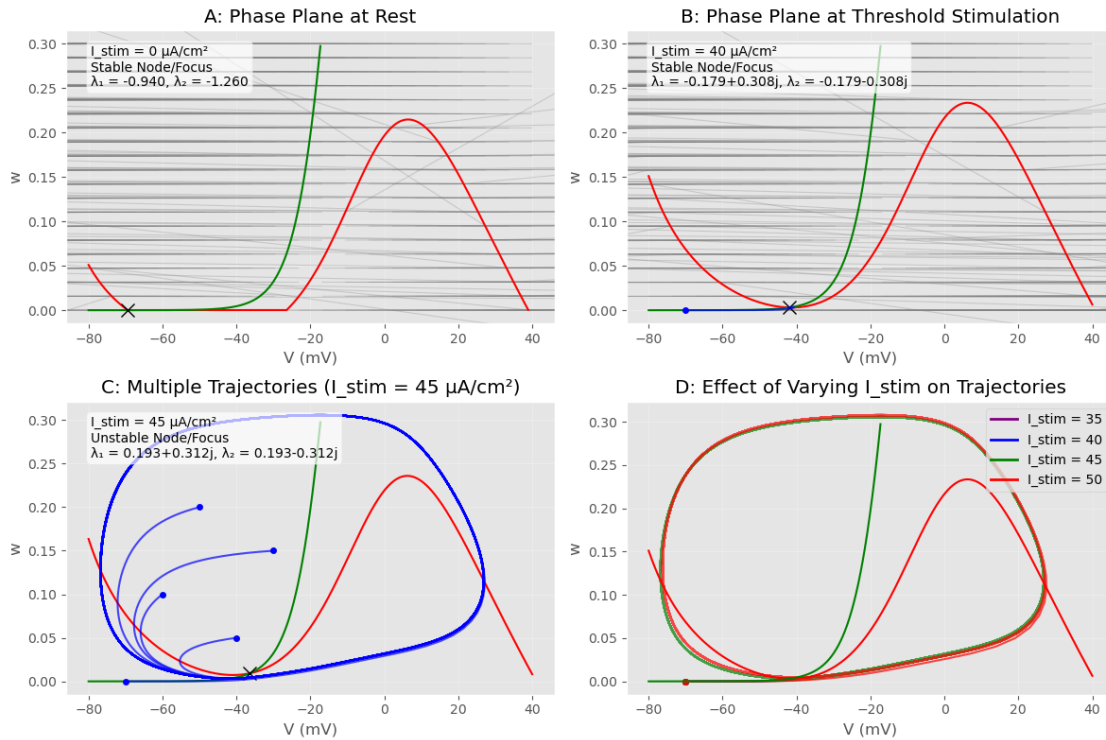 A: Phase Plane at Rest
I_stim = 0 μA/cm²
Stable Node/Focus
λ₁ = -0.940, λ₂ = -1.260
0.30
0.25
0.20
0.15
0.10
0.05
0.00
w
−80 −60 −40 −20 0 20 40
V (mV)
B: Phase Plane at Threshold Stimulation
I_stim = 40 μA/cm²
Stable Node/Focus
λ₁ = -0.179+0.308j, λ₂ = -0.179-0.308j
0.30
0.25
0.20
0.15
0.10
0.05
0.00
w
−80 −60 −40 −20 0 20 40
V (mV)
C: Multiple Trajectories (I_stim = 45 μA/cm²)
I_stim = 45 μA/cm²
Unstable Node/Focus
λ₁ = 0.193+0.312j, λ₂ = 0.193-0.312j
0.30
0.25
0.20
0.15
0.10
0.05
0.00
w
−80 −60 −40 −20 0 20 40
V (mV)
D: Effect of Varying I_stim on Trajectories
I_stim = 35
I_stim = 40
I_stim = 45
I_stim = 50
0.30
0.25
0.20
0.15
0.10
0.05
0.00
w
−80 −60 −40 −20 0 20 40
V (mV)